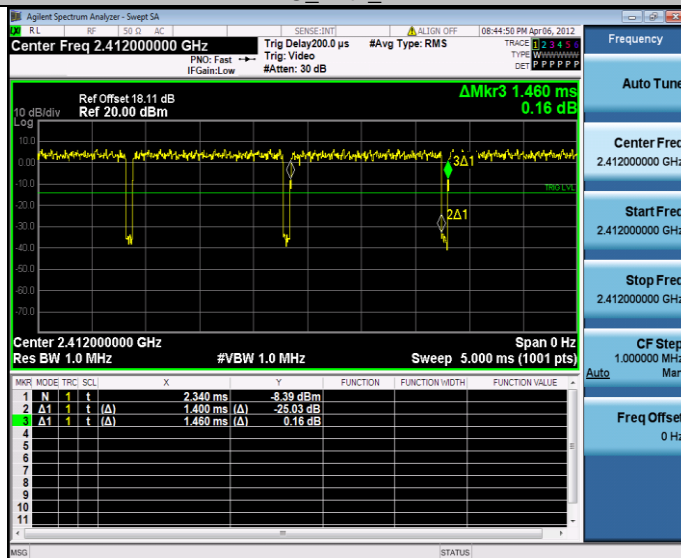 Agilent Spectrum Analyzer - Swept SA
RL RF 50 Ω AC SENSE:INT ALIGN OFF 08:44:50 PM Apr 06, 2012
Center Freq 2.412000000 GHz
PNO: Fast
IFGain:Low
Trig Delay200.0 µs
Trig: Video
#Atten: 30 dB
#Avg Type: RMS
TRACE 1 2 3 4 5 6
TYPE W
DET P P P P P P
Ref Offset 18.11 dB
10 dB/div Ref 20.00 dBm
Log
ΔMkr3 1.460 ms
0.16 dB
10.0
0.00
-10.0
-20.0
-30.0
-40.0
-50.0
-60.0
-70.0
1
3Δ1
TRIG LVL
2Δ1
Center 2.412000000 GHz Span 0 Hz
Res BW 1.0 MHz #VBW 1.0 MHz Sweep 5.000 ms (1001 pts)
MKR MODE TRC SCL X Y FUNCTION FUNCTION WIDTH FUNCTION VALUE
1 N 1 t 2.340 ms -8.39 dBm
2 Δ1 1 t (Δ) 1.400 ms (Δ) -25.03 dB
3 Δ1 1 t (Δ) 1.460 ms (Δ) 0.16 dB
4
5
6
7
8
9
10
11
MSG STATUS
Frequency
Auto Tune
Center Freq
2.412000000 GHz
Start Freq
2.412000000 GHz
Stop Freq
2.412000000 GHz
CF Step
1.000000 MHz
Auto Man
Freq Offset
0 Hz